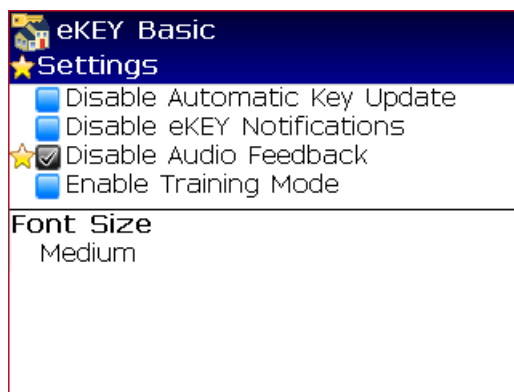 eKEY Basic
Settings
Disable Automatic Key Update
Disable eKEY Notifications
Disable Audio Feedback
Enable Training Mode
Font Size
Medium